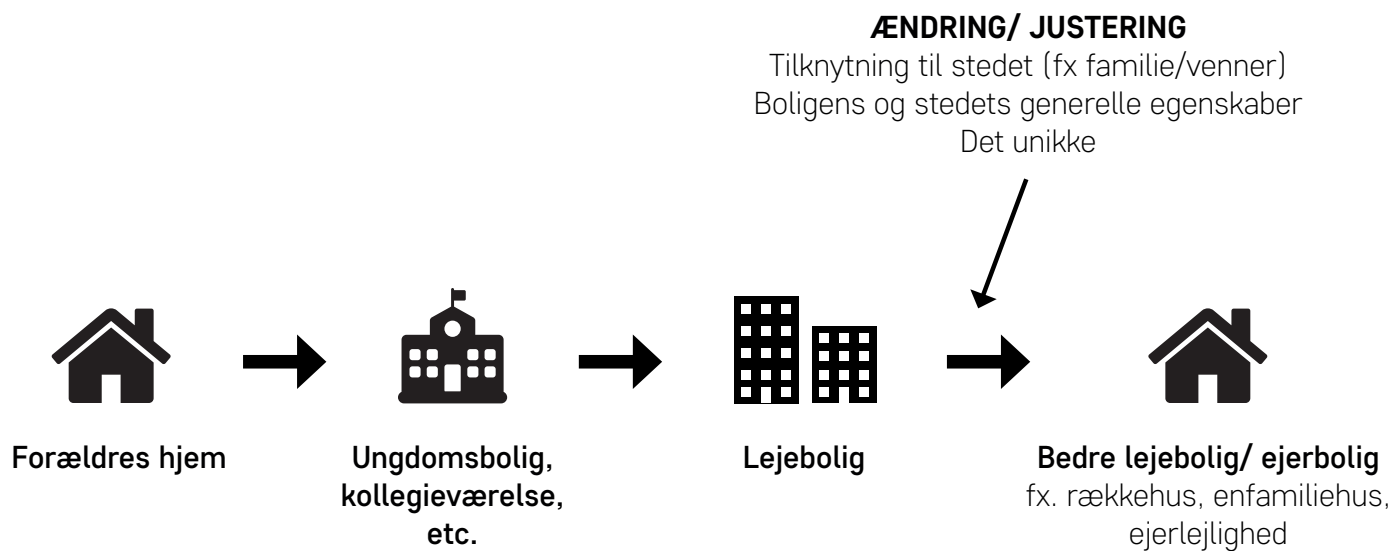 ÆNDRING/ JUSTERING
Tilknytning til stedet (fx familie/venner)
Boligens og stedets generelle egenskaber
Det unikke
Forældres hjem
Ungdomsbolig,
kollegieværelse,
etc.
Lejebolig
Bedre lejebolig/ ejerbolig
fx. rækkehus, enfamiliehus,
ejerlejlighed